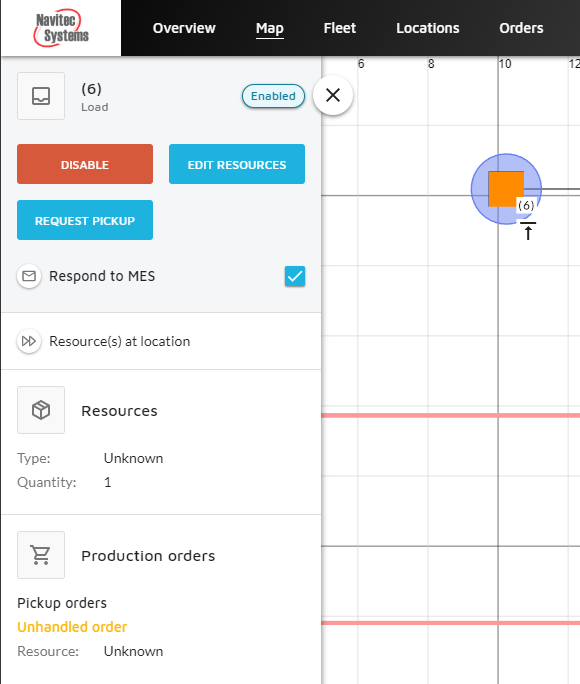 Navitec
Systems
Overview
Map
Fleet
Locations
Orders
(6)
Load
Enabled
DISABLE
EDIT RESOURCES
REQUEST PICKUP
Respond to MES
Resource(s) at location
Resources
Type: Unknown
Quantity: 1
Production orders
Pickup orders
Unhandled order
Resource: Unknown
6 8 10 12
(6)